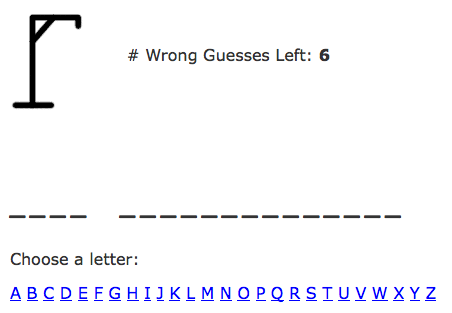 # Wrong Guesses Left: 6
_ _ _ _   _ _ _ _ _ _ _ _ _ _ _ _ _ _
Choose a letter:
A B C D E F G H I J K L M N O P Q R S T U V W X Y Z